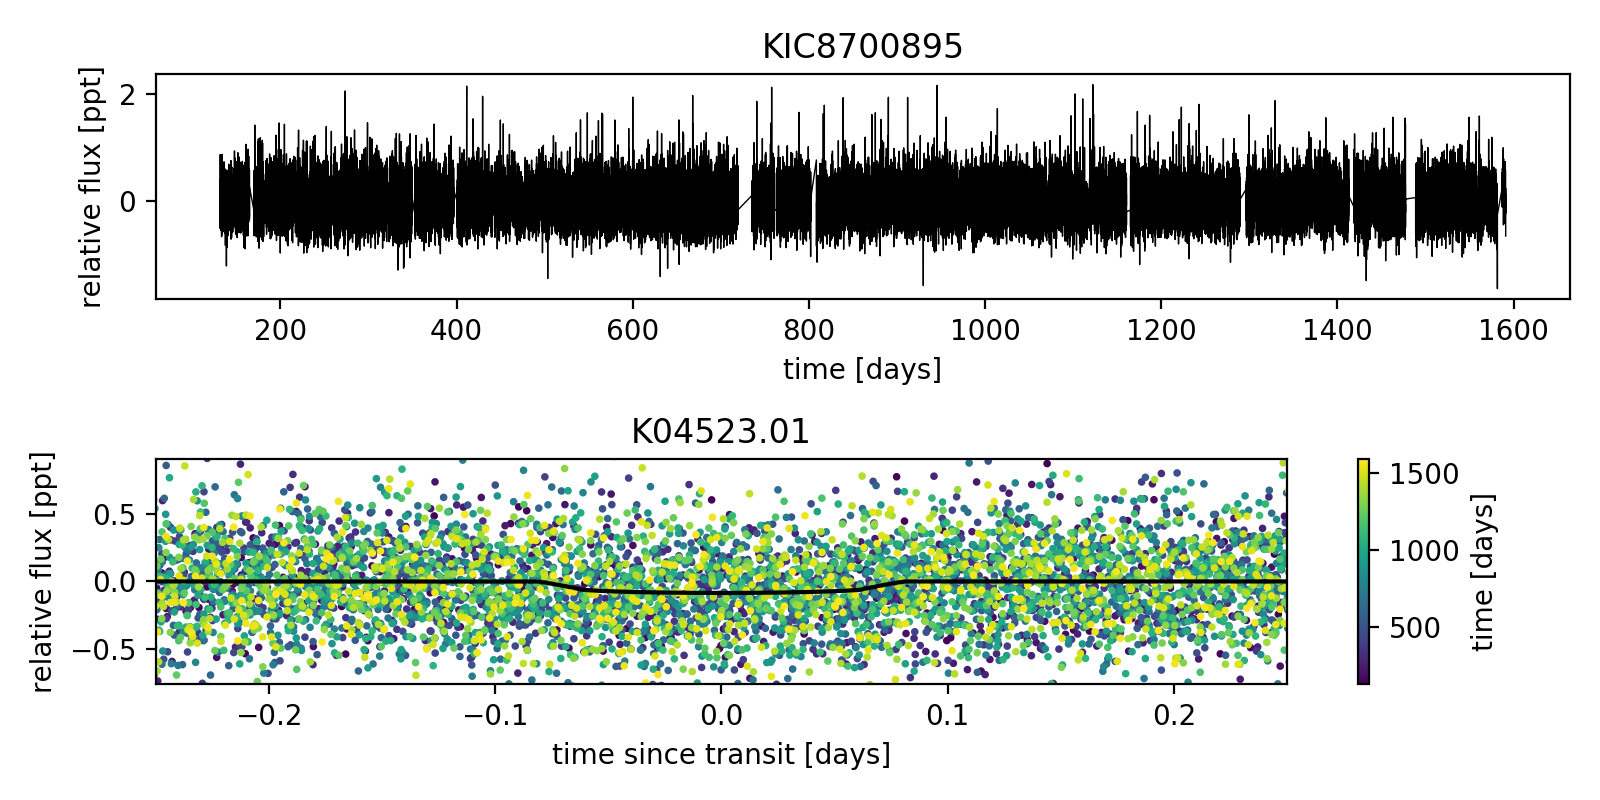 KIC8700895
relative flux [ppt]
2
0
200 400 600 800 1000 1200 1400 1600
time [days]
K04523.01
relative flux [ppt]
0.5
0.0
−0.5
−0.2 −0.1 0.0 0.1 0.2
time since transit [days]
1500
1000
500
time [days]